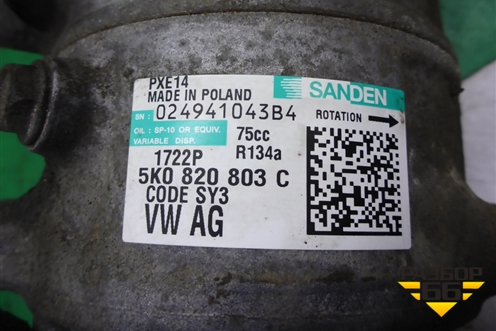 PXE14
MADE IN POLAND
SANDEN
SN: 024941043B4
ROTATION
OIL: SP-10 OR EQUIV.
VARIABLE DISP.
75cc
1722P
R134a
5K0 820 803 C
CODE SY3
VW AG
66